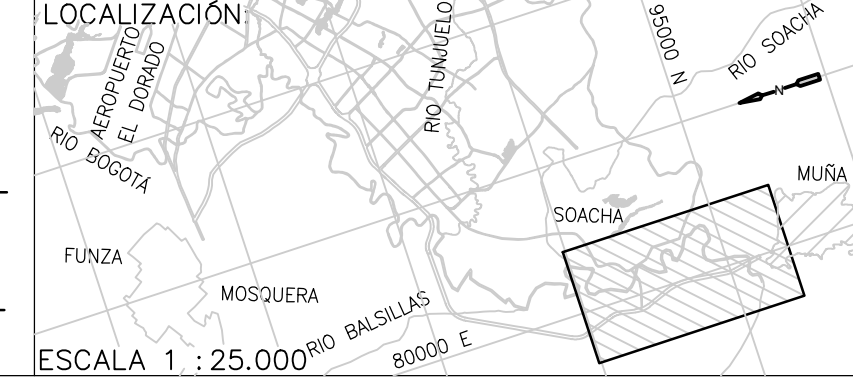 LOCALIZACIÓN:
AEROPUERTO
EL DORADO
RIO BOGOTÁ
RIO TUNJUELO
95000 N
RIO SOACHA
N
MUÑA
SOACHA
FUNZA
MOSQUERA
RIO BALSILLAS
80000 E
ESCALA 1 : 25.000